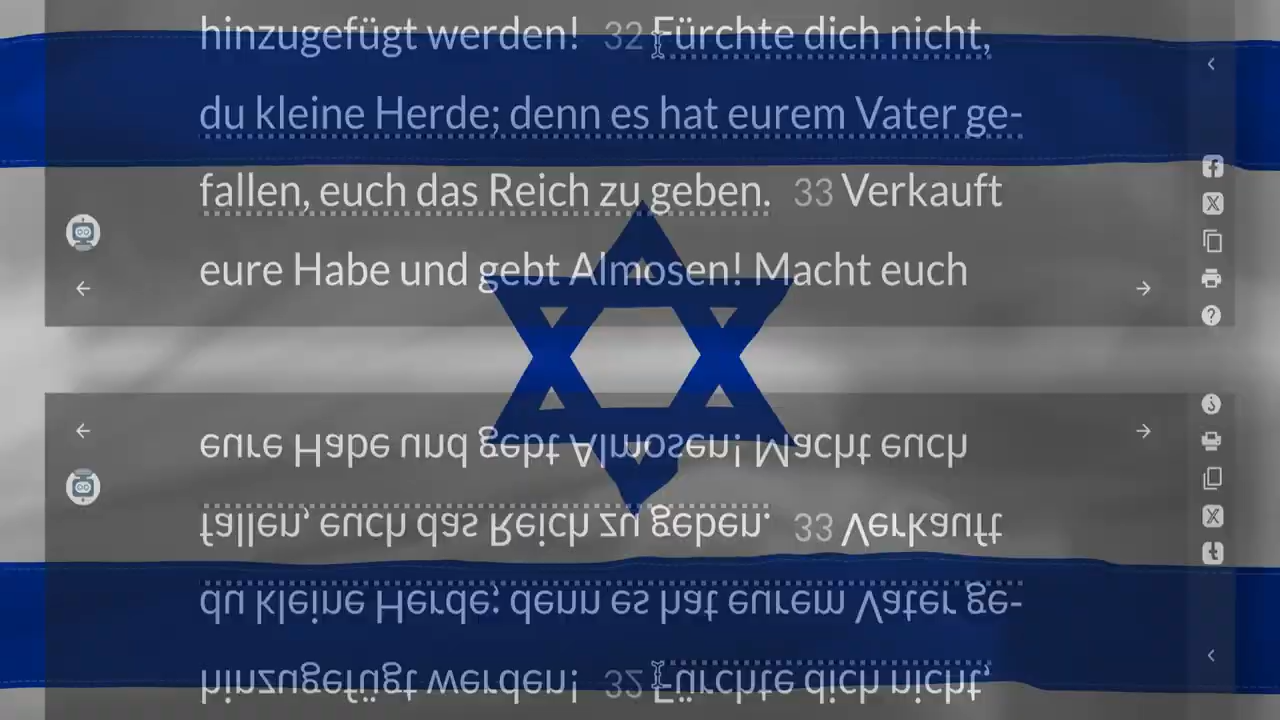 hinzugefügt werden! 32 Fürchte dich nicht,
du kleine Herde; denn es hat eurem Vater ge-
fallen, euch das Reich zu geben. 33 Verkauft
eure Habe und gebt Almosen! Macht euch
eure Habe und gebt Almosen! Macht euch
fallen, euch das Reich zu geben. 33 Verkauft
du kleine Herde; denn es hat eurem Vater ge-
hinzugefügt werden! 32 Fürchte dich nicht,